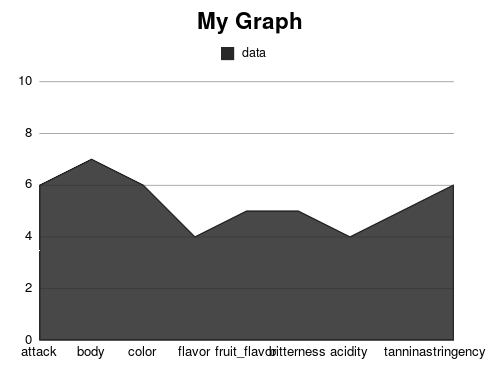 My Graph
data
10
8
6
4
2
0
attack body color flavor fruit_flavor bitterness acidity tannin astringency